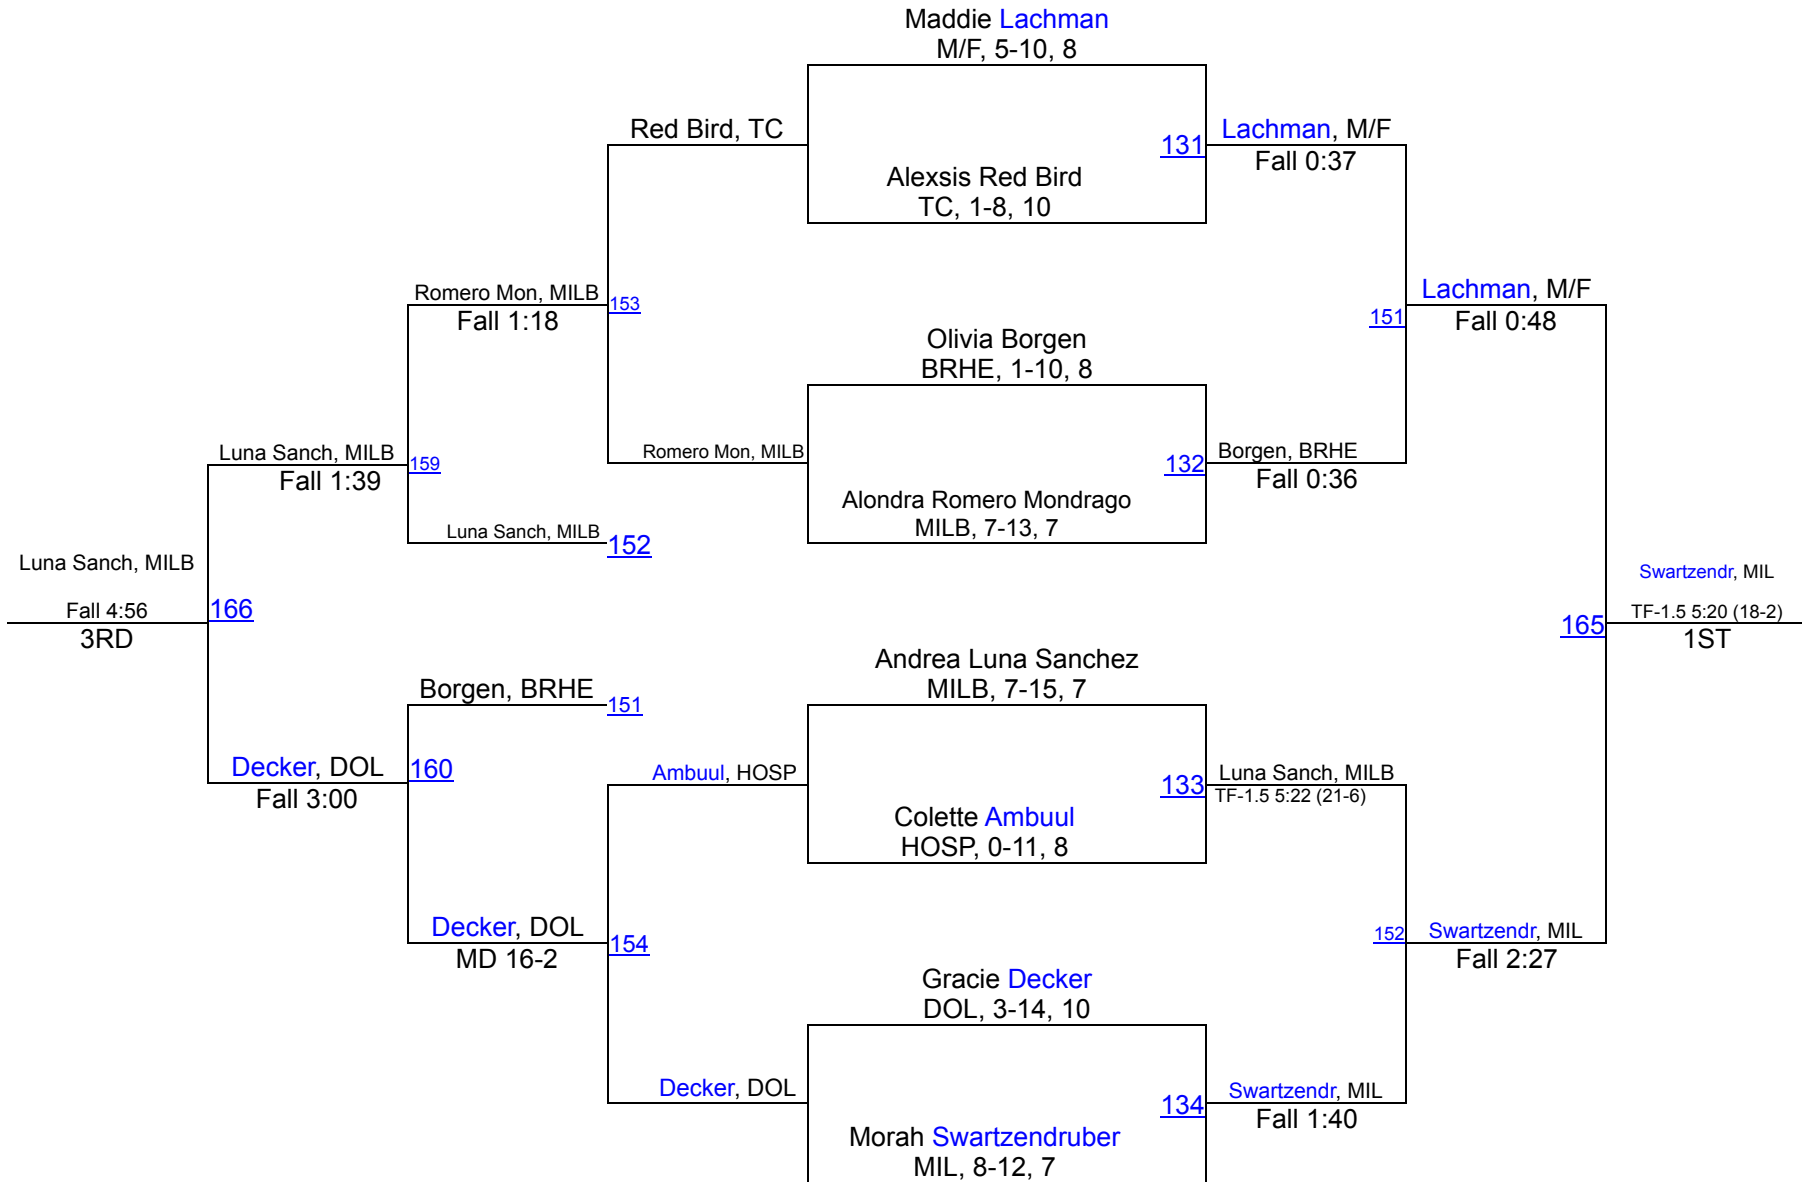 Maddie Lachman
M/F, 5-10, 8
Red Bird, TC
131
Lachman, M/F
Fall 0:37
Alexsis Red Bird
TC, 1-8, 10
Romero Mon, MILB
Fall 1:18
153
Lachman, M/F
Fall 0:48
151
Olivia Borgen
BRHE, 1-10, 8
Luna Sanch, MILB
Fall 1:39
159
Romero Mon, MILB
132
Borgen, BRHE
Fall 0:36
Alondra Romero Mondrago
MILB, 7-13, 7
Luna Sanch, MILB
152
Luna Sanch, MILB
Fall 4:56
3RD
166
Swartzendr, MIL
TF-1.5 5:20 (18-2)
1ST
165
Andrea Luna Sanchez
MILB, 7-15, 7
Borgen, BRHE
151
Decker, DOL
Fall 3:00
160
Ambuul, HOSP
133
Luna Sanch, MILB
TF-1.5 5:22 (21-6)
Colette Ambuul
HOSP, 0-11, 8
Decker, DOL
MD 16-2
154
152
Swartzendr, MIL
Fall 2:27
Gracie Decker
DOL, 3-14, 10
Decker, DOL
134
Swartzendr, MIL
Fall 1:40
Morah Swartzendruber
MIL, 8-12, 7